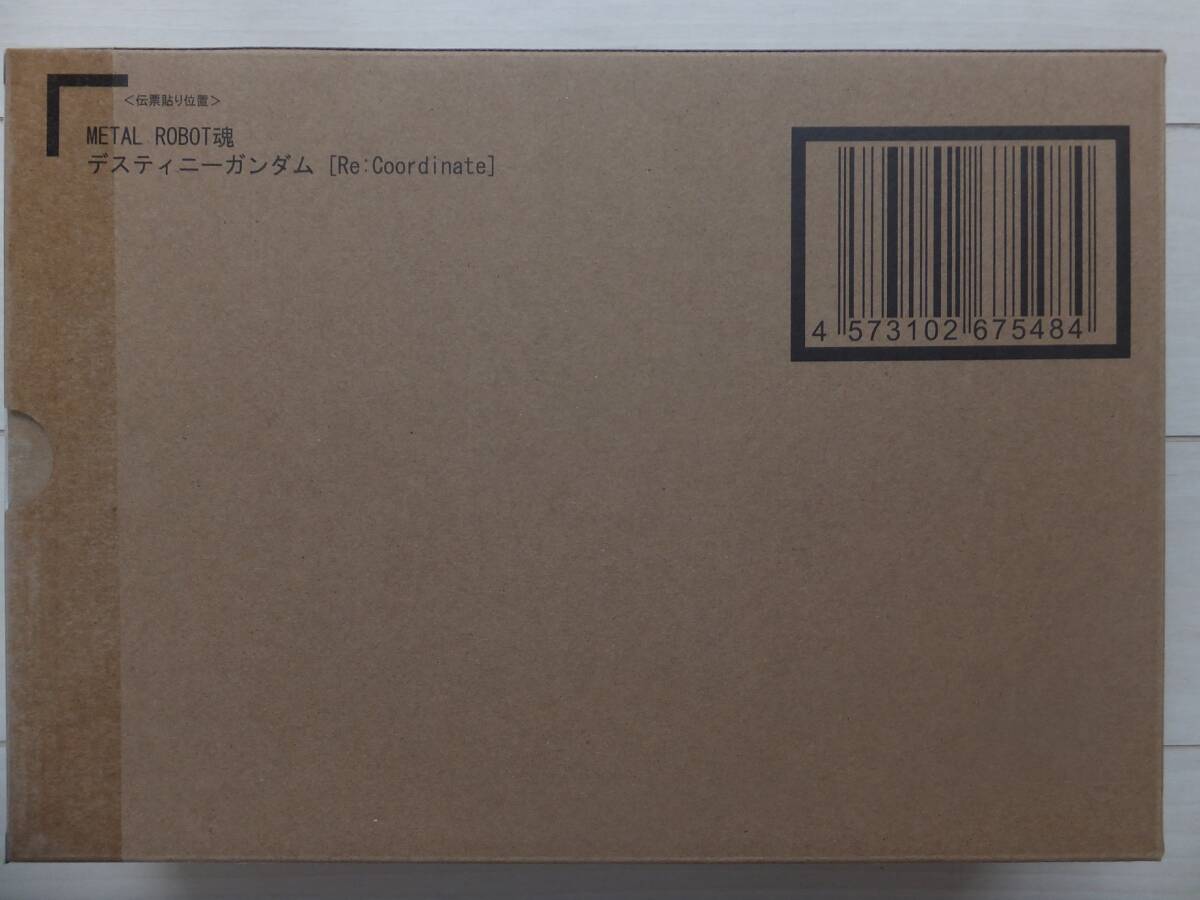 <伝票貼り位置>
METAL ROBOT魂
デスティニーガンダム [Re:Coordinate]
4 573102 675484